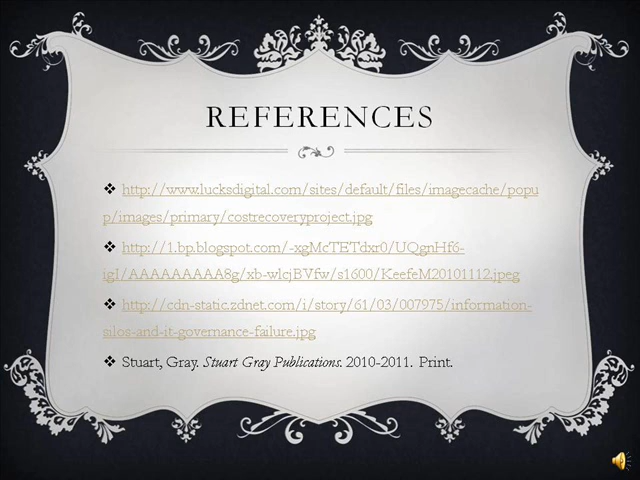 REFERENCES
❖ http://www.lucksdigital.com/sites/default/files/imagecache/popu
p/images/primary/costrecoveryproject.jpg
❖ http://1.bp.blogspot.com/-xgMcTETdxr0/UQgnHf6-
igI/AAAAAAAAA8g/xb-wlcjBVfw/s1600/KeefeM20101112.jpeg
❖ http://cdn-static.zdnet.com/i/story/61/03/007975/information-
silos-and-it-governance-failure.jpg
❖ Stuart, Gray. Stuart Gray Publications. 2010-2011. Print.